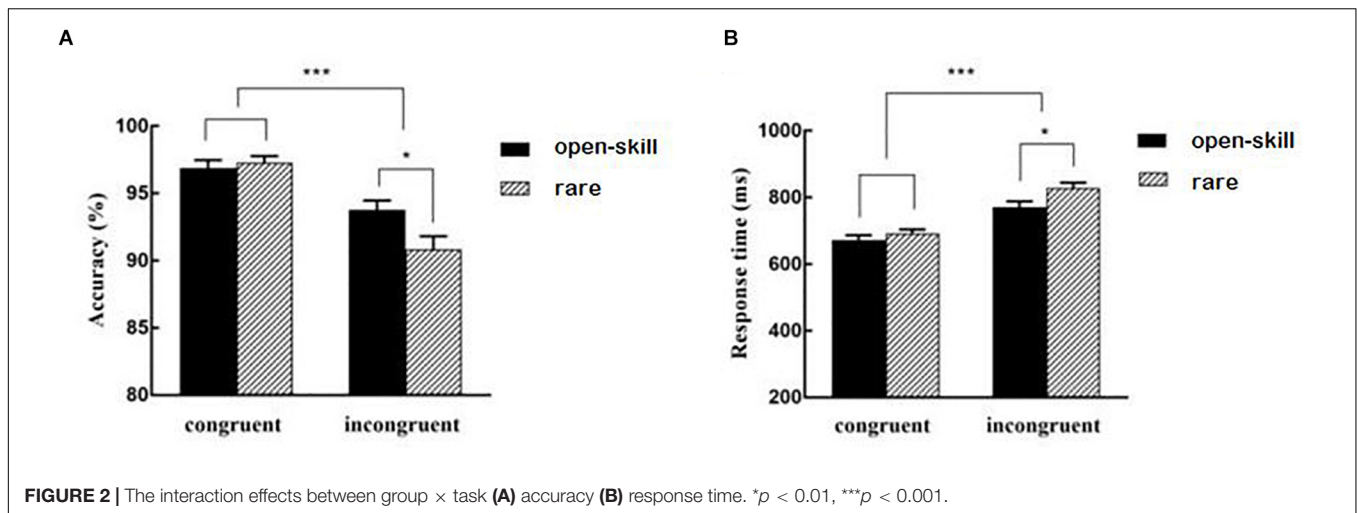 A
***
100
95
90
85
80
Accuracy (%)
*
open-skill
rare
congruent incongruent
B
***
1000
800
600
400
200
Response time (ms)
*
open-skill
rare
congruent incongruent
FIGURE 2 | The interaction effects between group × task (A) accuracy (B) response time. *p < 0.01, ***p < 0.001.